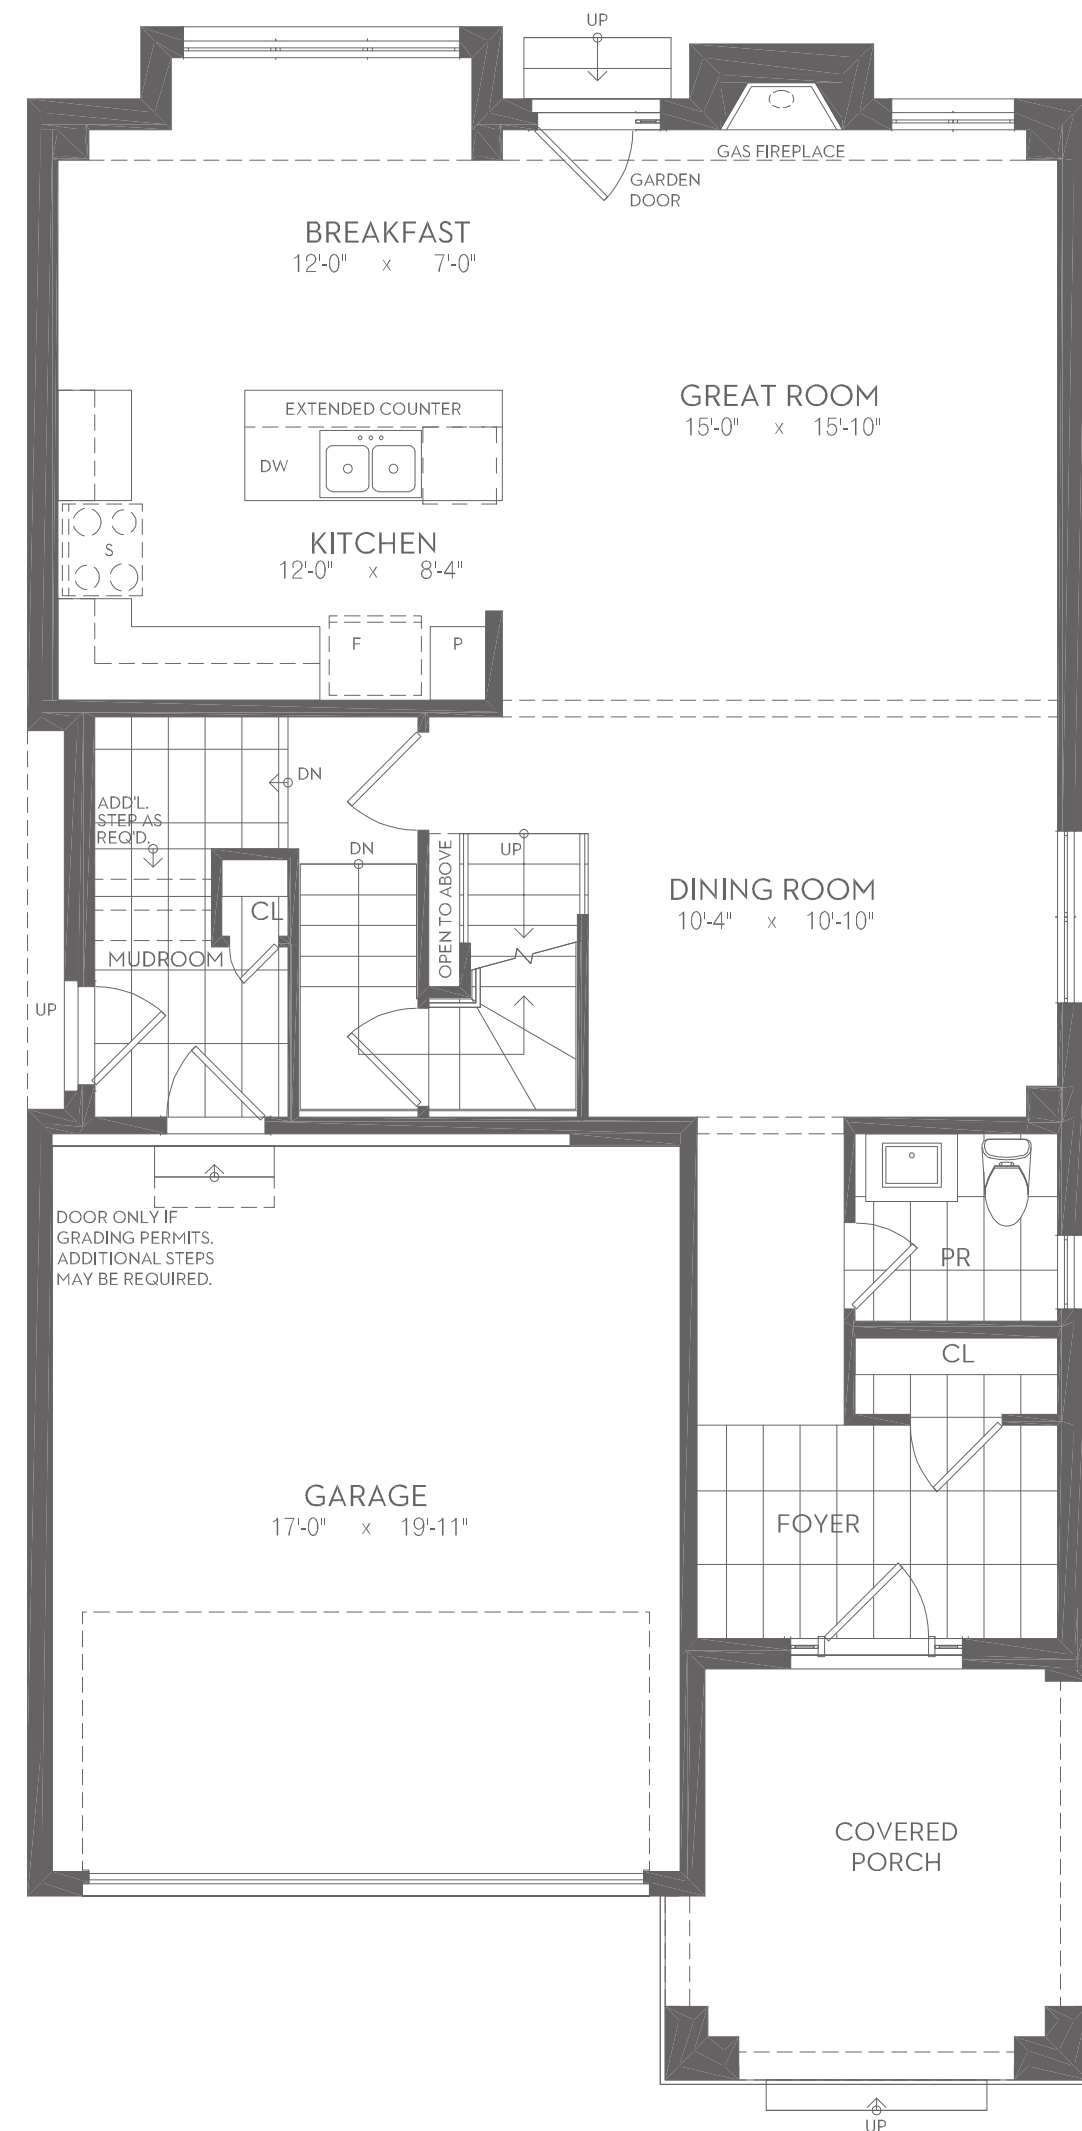 UP
GAS FIREPLACE
GARDEN
DOOR
BREAKFAST
12'-0" x 7'-0"
GREAT ROOM
15'-0" x 15'-10"
EXTENDED COUNTER
DW
S
KITCHEN
12'-0" x 8'-4"
F
P
DN
ADD'L.
STEP AS
REQ'D.
DN
OPEN TO ABOVE
UP
CL
DINING ROOM
10'-4" x 10'-10"
MUDROOM
UP
DOOR ONLY IF
GRADING PERMITS.
ADDITIONAL STEPS
MAY BE REQUIRED.
PR
CL
GARAGE
17'-0" x 19'-11"
FOYER
COVERED
PORCH
UP